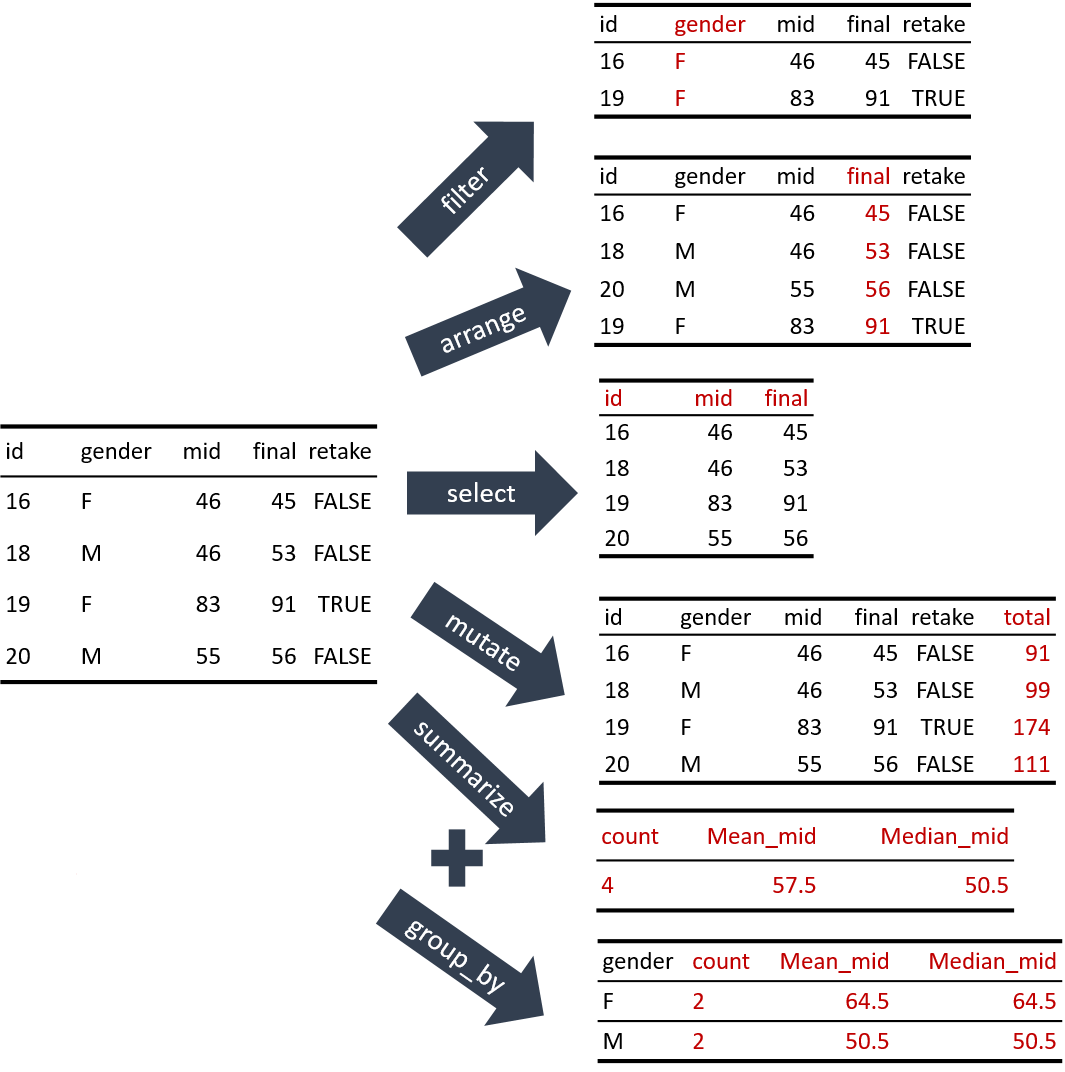 id gender mid final retake
16 F 46 45 FALSE
18 M 46 53 FALSE
19 F 83 91 TRUE
20 M 55 56 FALSE
filter
id gender mid final retake
16 F 46 45 FALSE
19 F 83 91 TRUE
arrange
id gender mid final retake
16 F 46 45 FALSE
18 M 46 53 FALSE
20 M 55 56 FALSE
19 F 83 91 TRUE
select
id mid final
16 46 45
18 46 53
19 83 91
20 55 56
mutate
id gender mid final retake total
16 F 46 45 FALSE 91
18 M 46 53 FALSE 99
19 F 83 91 TRUE 174
20 M 55 56 FALSE 111
summarize
count Mean_mid Median_mid
4 57.5 50.5
group_by
gender count Mean_mid Median_mid
F 2 64.5 64.5
M 2 50.5 50.5